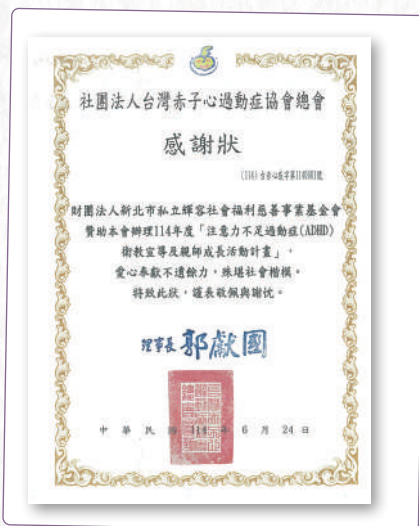 社團法人台灣赤子心過動症協會總會
感謝狀
財團法人新北市私立輝容社會福利慈善事業基金會
贊助本會辦理114年度「注意力不足過動症(ADHD)
衛教宣導及親師成長活動計畫」，
愛心奉獻不遺餘力，殊堪社會楷模。
特致此狀，謹表敬佩與謝忱。
理事長 郭獻國
中華民國 114 年 6 月 24 日